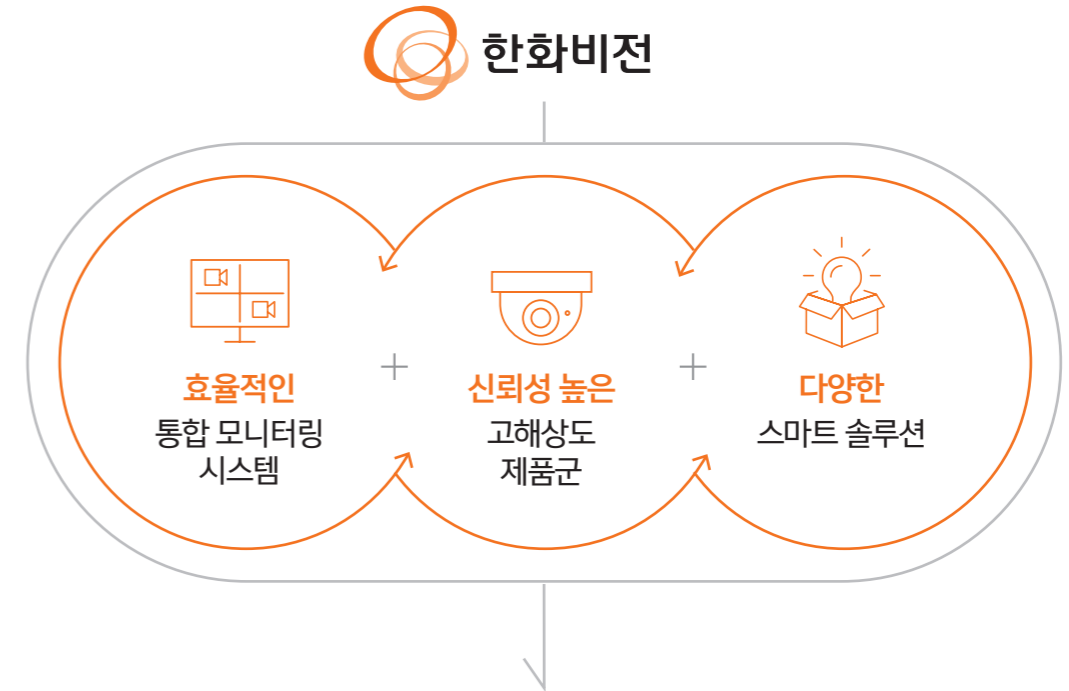 한화비전
효율적인
통합 모니터링
시스템
+
신뢰성 높은
고해상도
제품군
+
다양한
스마트 솔루션